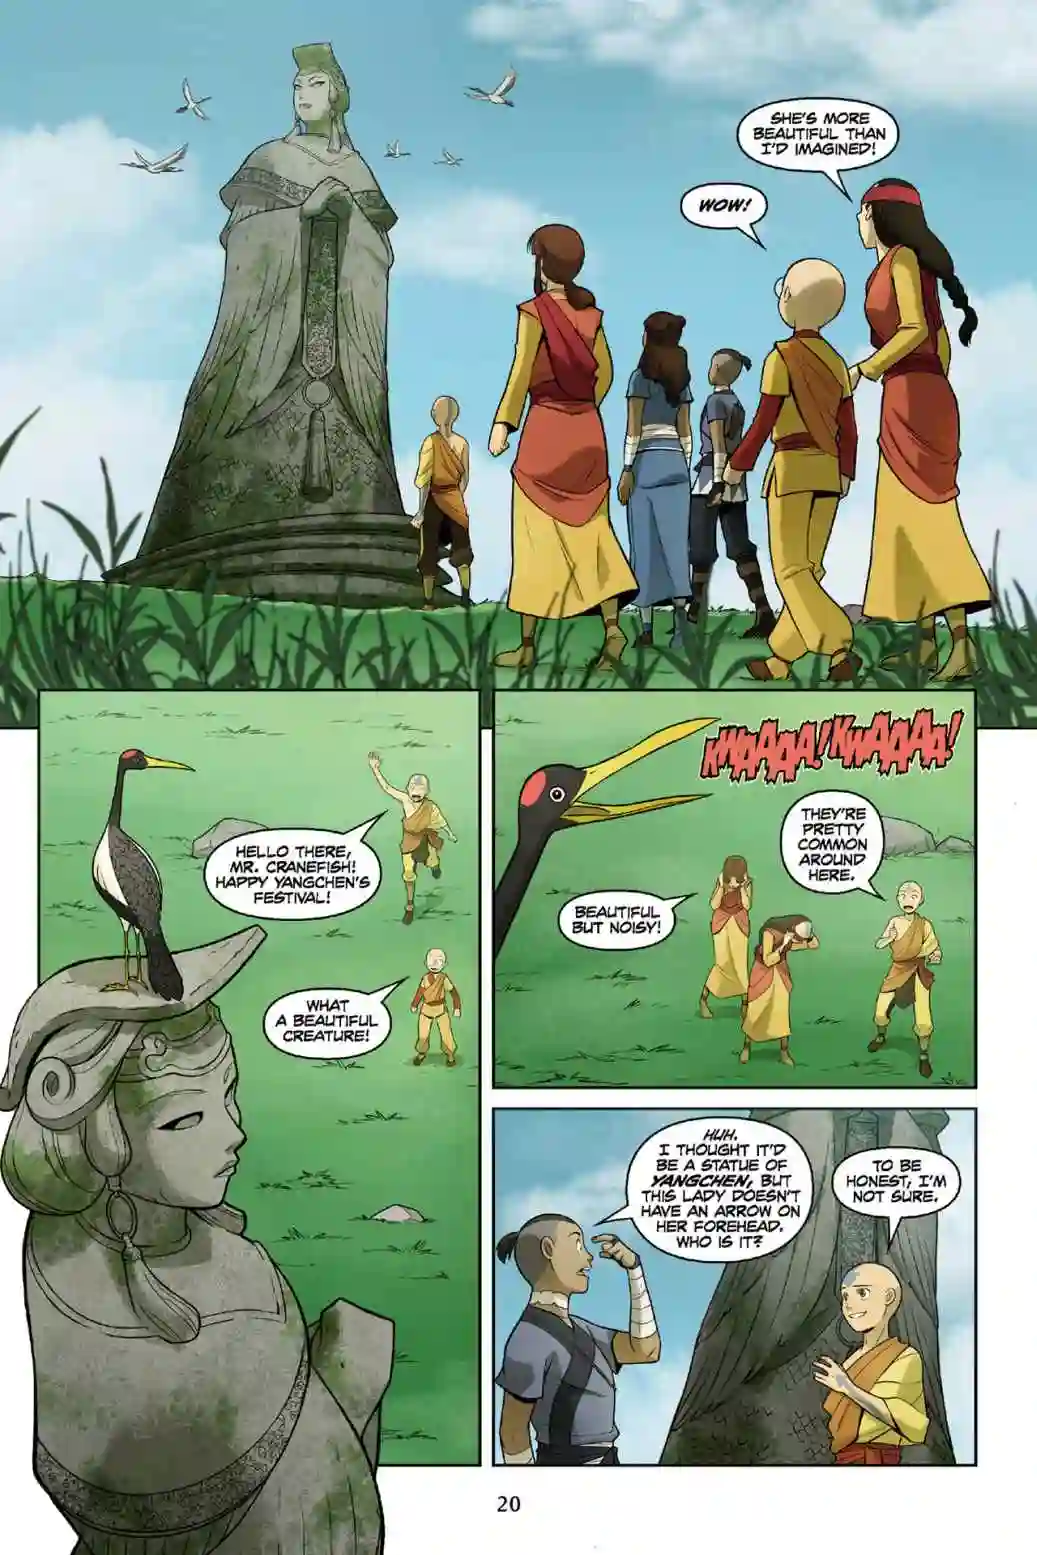 SHE'S MORE
BEAUTIFUL THAN
I'D IMAGINED!
WOW!
HELLO THERE,
MR. CRANEFISH!
HAPPY YANGCHEN'S
FESTIVAL!
WHAT
A BEAUTIFUL
CREATURE!
KWAAAA! KWAAAA!
THEY'RE
PRETTY
COMMON
AROUND
HERE.
BEAUTIFUL
BUT NOISY!
HUH.
I THOUGHT IT'D
BE A STATUE OF
YANGCHEN, BUT
THIS LADY DOESN'T
HAVE AN ARROW ON
HER FOREHEAD.
WHO IS IT?
TO BE
HONEST, I'M
NOT SURE.
20